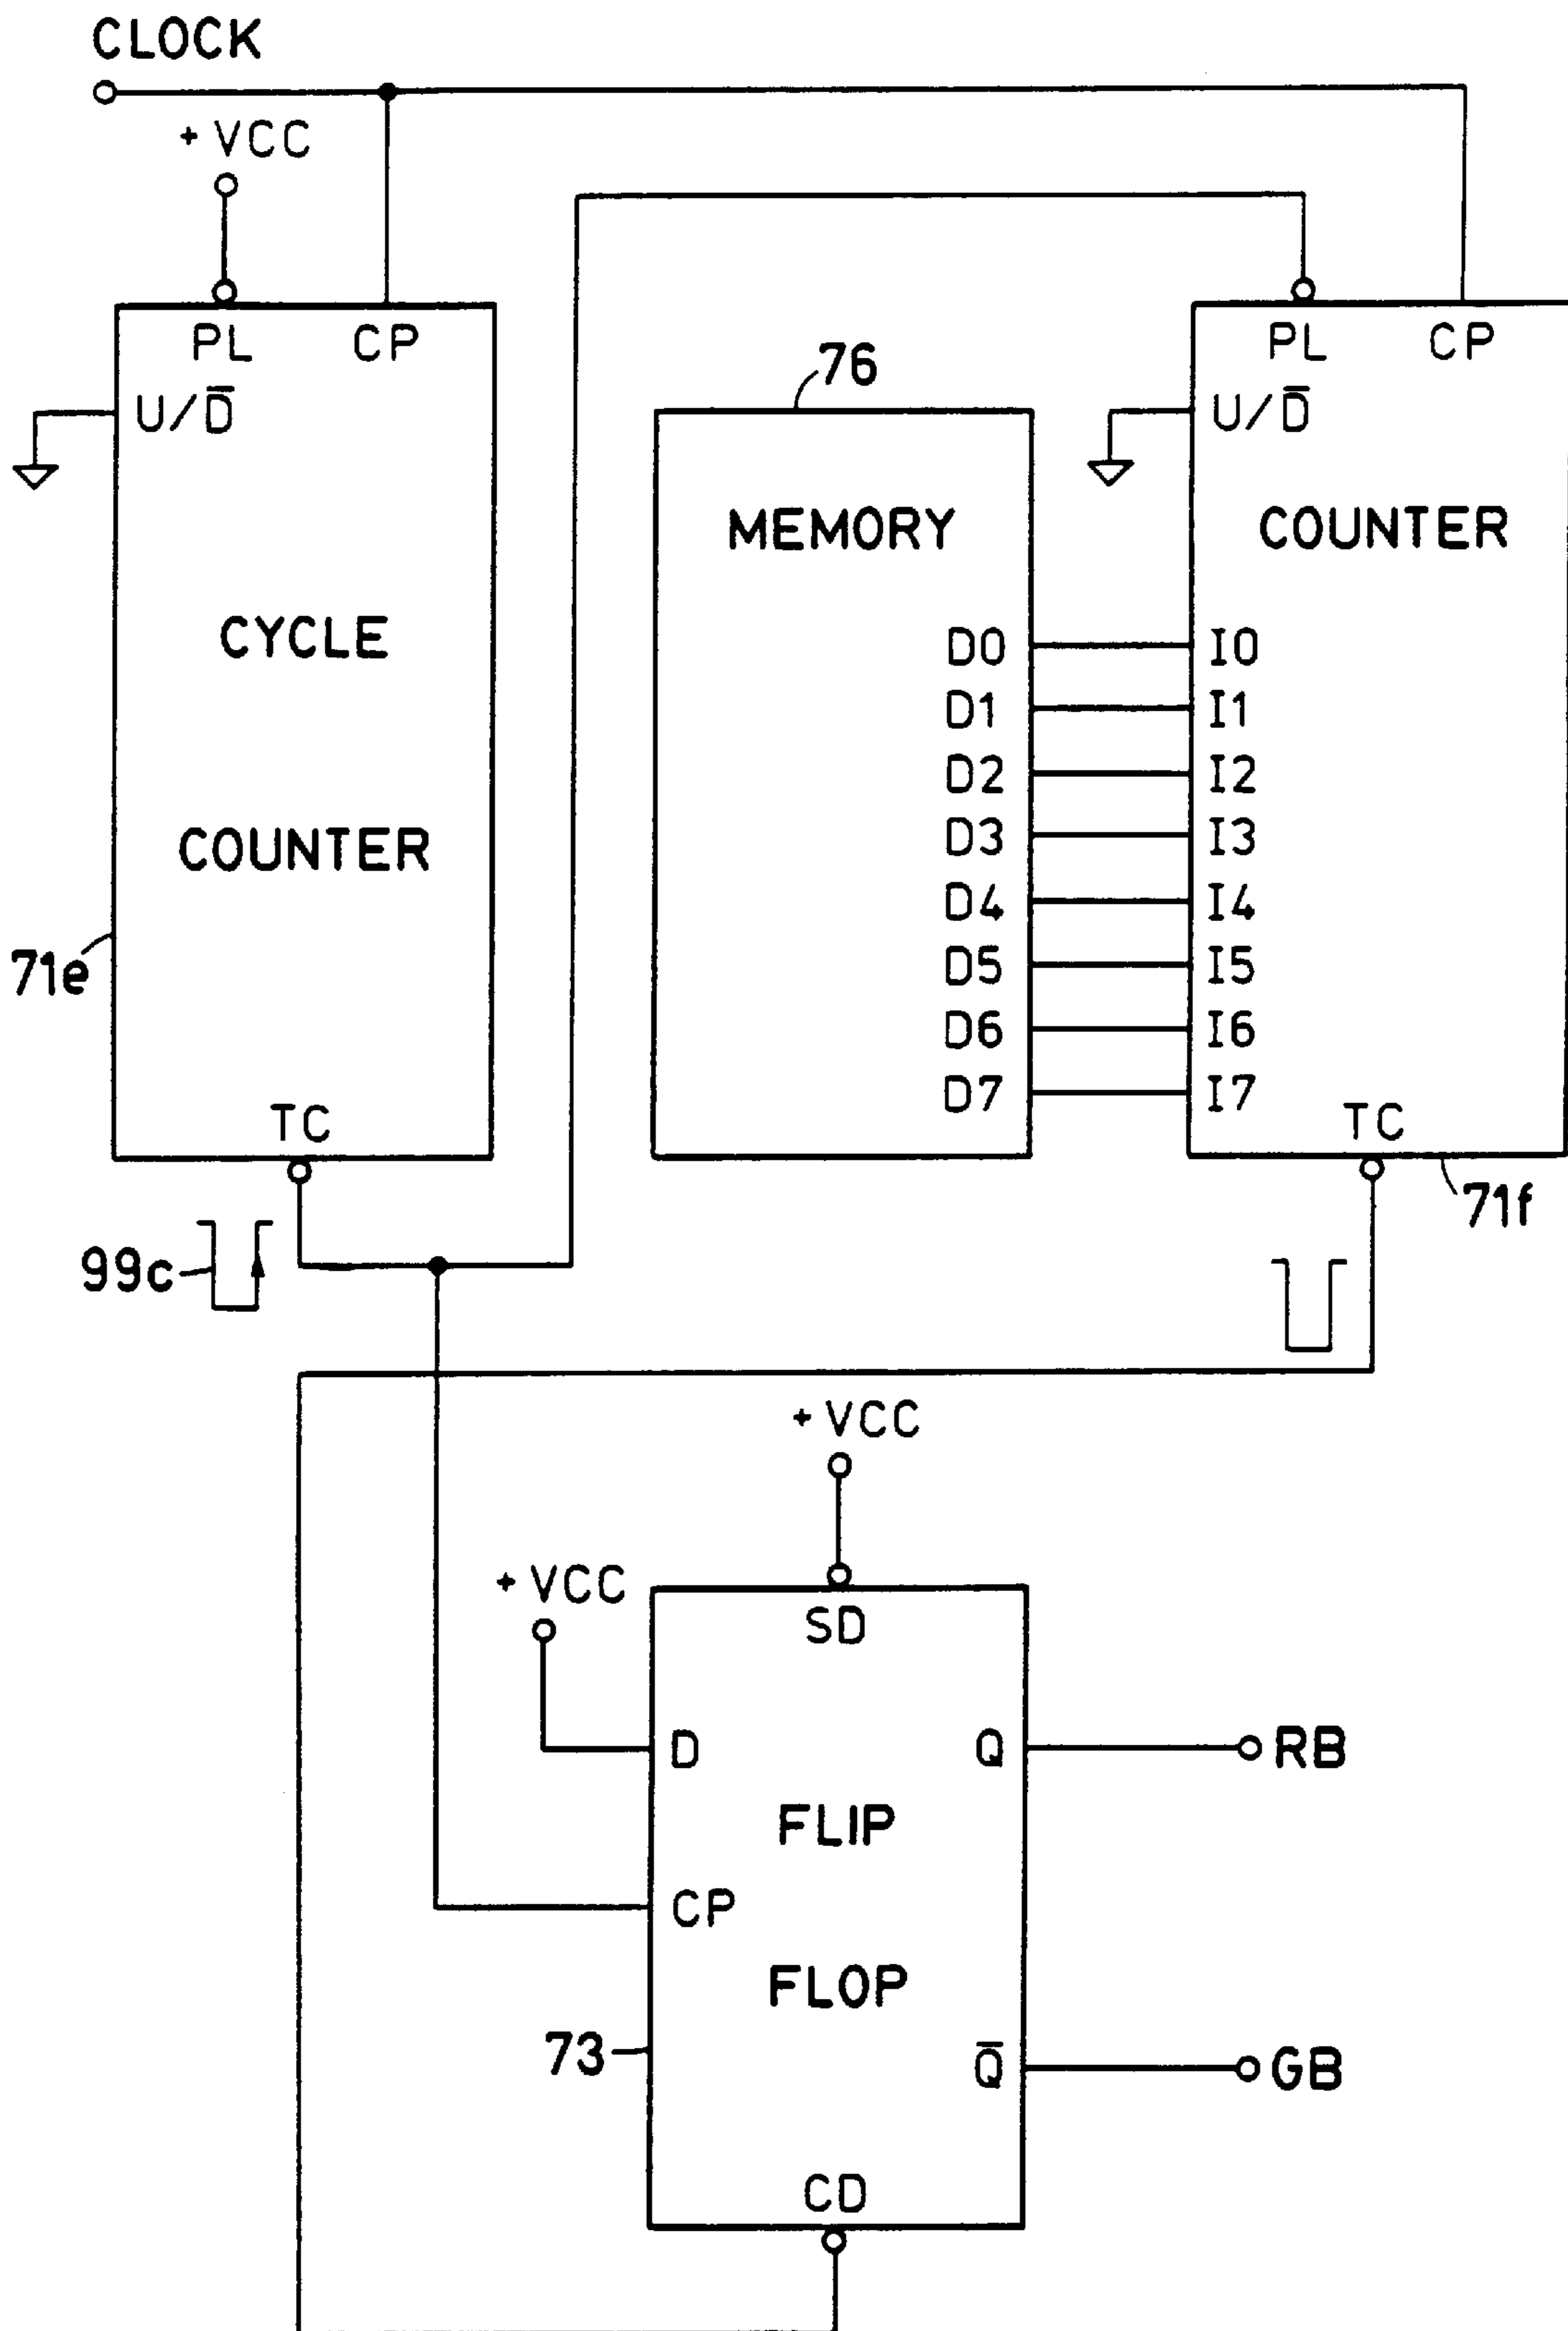 CLOCK
+ VCC
PL CP
U/D̅
CYCLE
COUNTER
71e
TC
99c
76
MEMORY
D0
D1
D2
D3
D4
D5
D6
D7
PL CP
U/D̅
COUNTER
I0
I1
I2
I3
I4
I5
I6
I7
TC
71f
+ VCC
+ VCC
SD
D
Q
RB
FLIP
CP
FLOP
73
Q̅
GB
CD